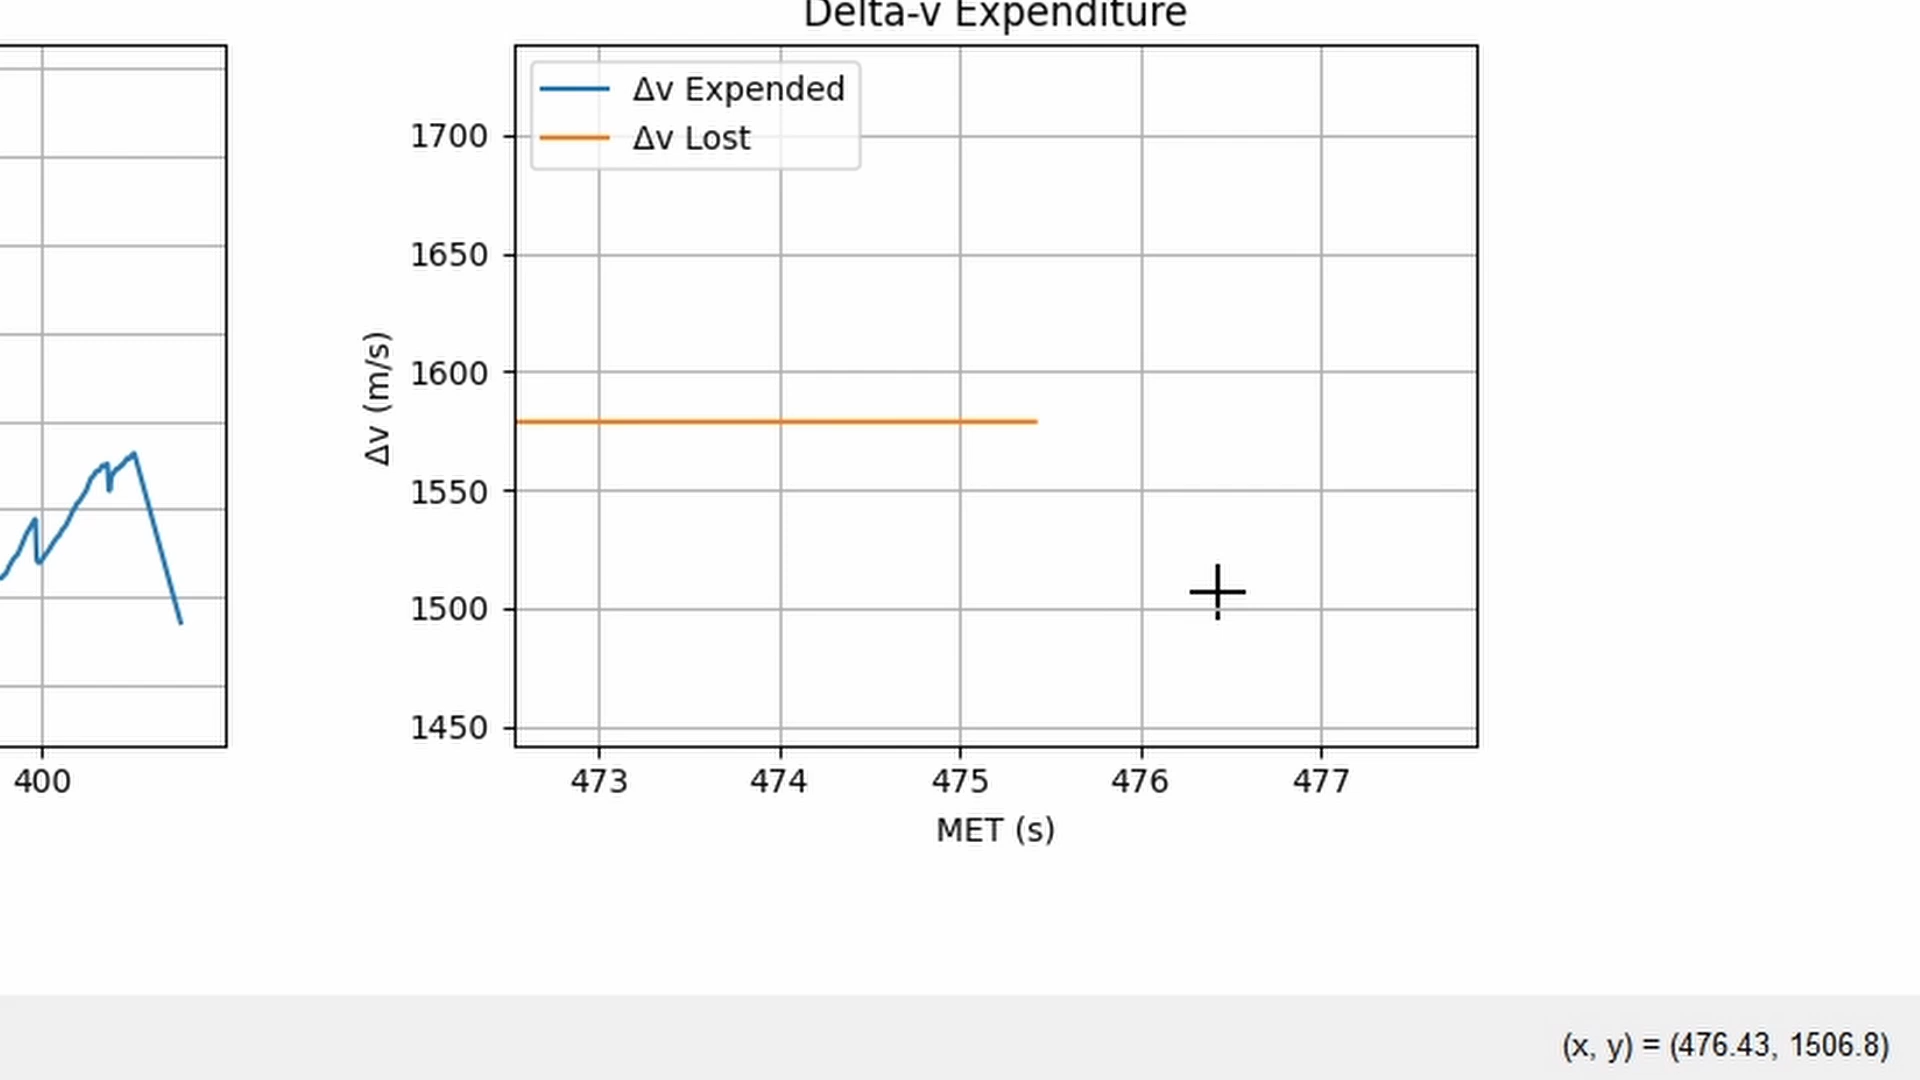 Delta-v Expenditure
Δv Expended
Δv Lost
1700
1650
1600
1550
1500
1450
Δv (m/s)
400
473 474 475 476 477
MET (s)
(x, y) = (476.43, 1506.8)